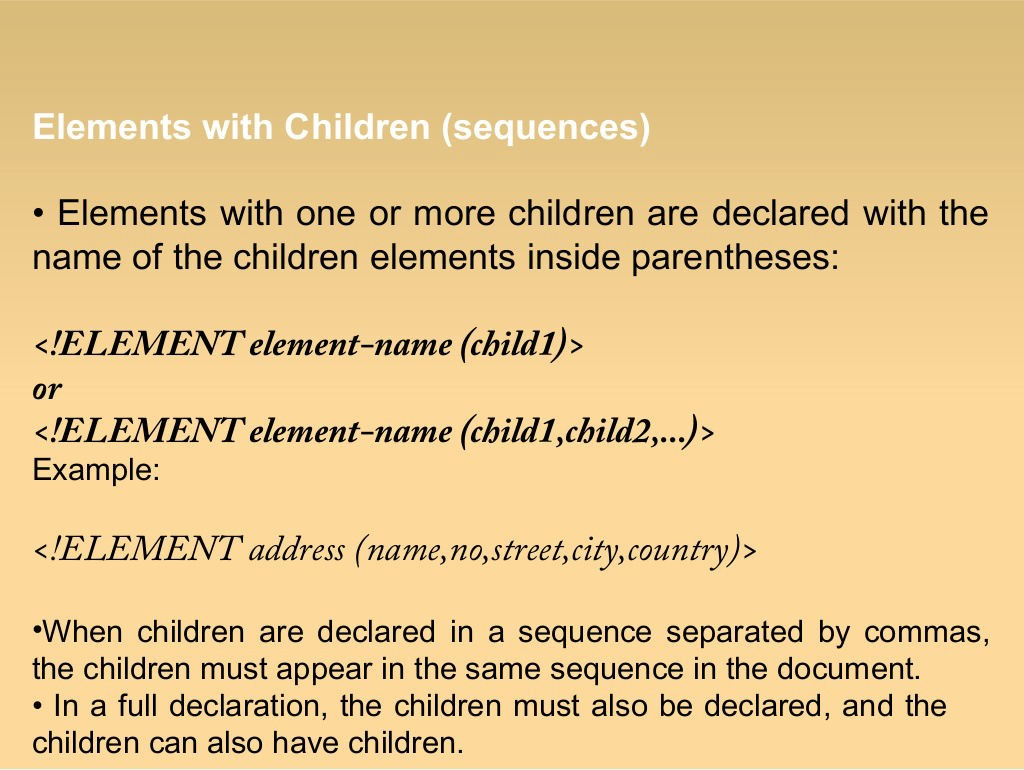 Elements with Children (sequences)
• Elements with one or more children are declared with the
name of the children elements inside parentheses:
<!ELEMENT element-name (child1)>
or
<!ELEMENT element-name (child1,child2,...)>
Example:
<!ELEMENT address (name,no,street,city,country)>
•When children are declared in a sequence separated by commas,
the children must appear in the same sequence in the document.
• In a full declaration, the children must also be declared, and the
children can also have children.